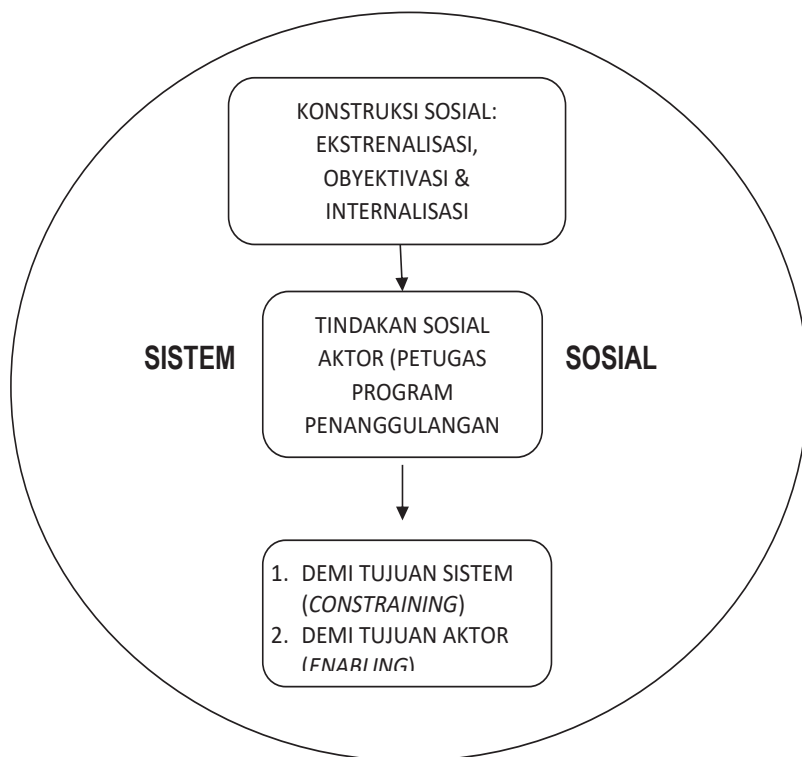 KONSTRUKSI SOSIAL:
EKSTRENALISASI,
OBYEKTIVASI &
INTERNALISASI
SISTEM
TINDAKAN SOSIAL
AKTOR (PETUGAS
PROGRAM
PENANGGULANGAN
SOSIAL
1. DEMI TUJUAN SISTEM
(CONSTRAINING)
2. DEMI TUJUAN AKTOR
(ENABLING)